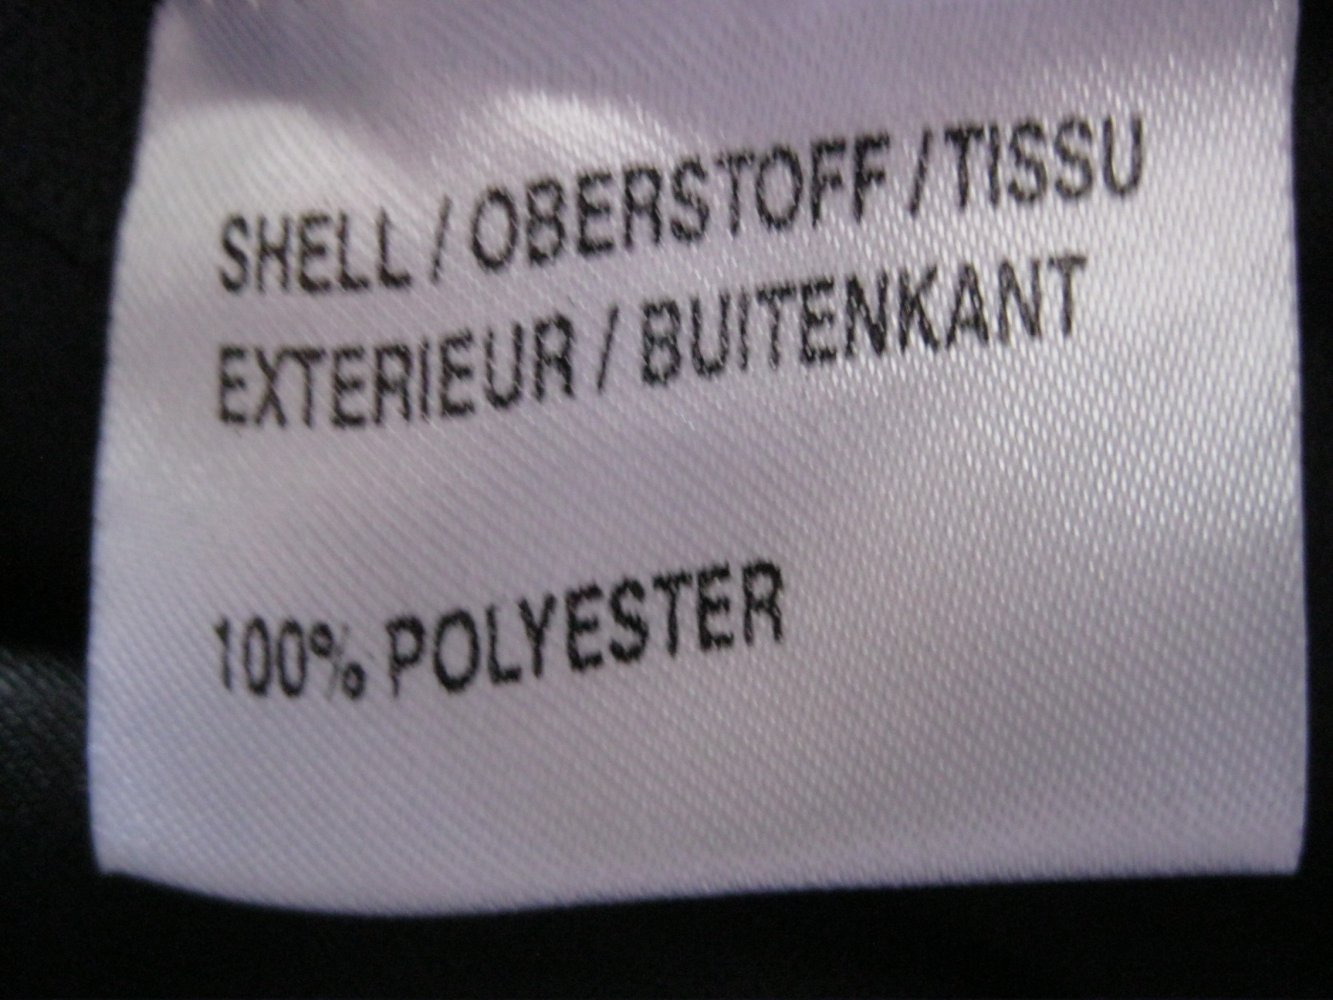 SHELL / OBERSTOFF / TISSU
EXTERIEUR / BUITENKANT
100% POLYESTER